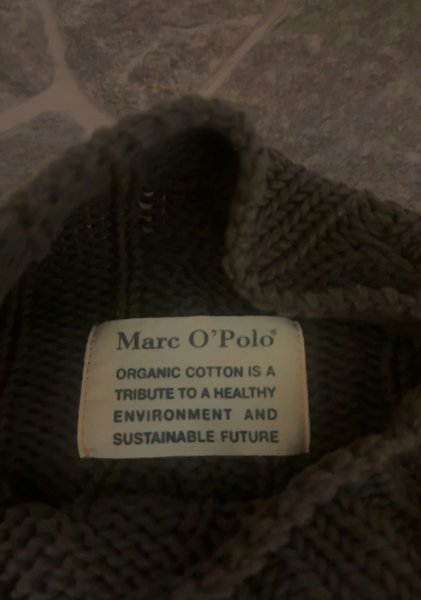 Marc O'Polo®
ORGANIC COTTON IS A
TRIBUTE TO A HEALTHY
ENVIRONMENT AND
SUSTAINABLE FUTURE